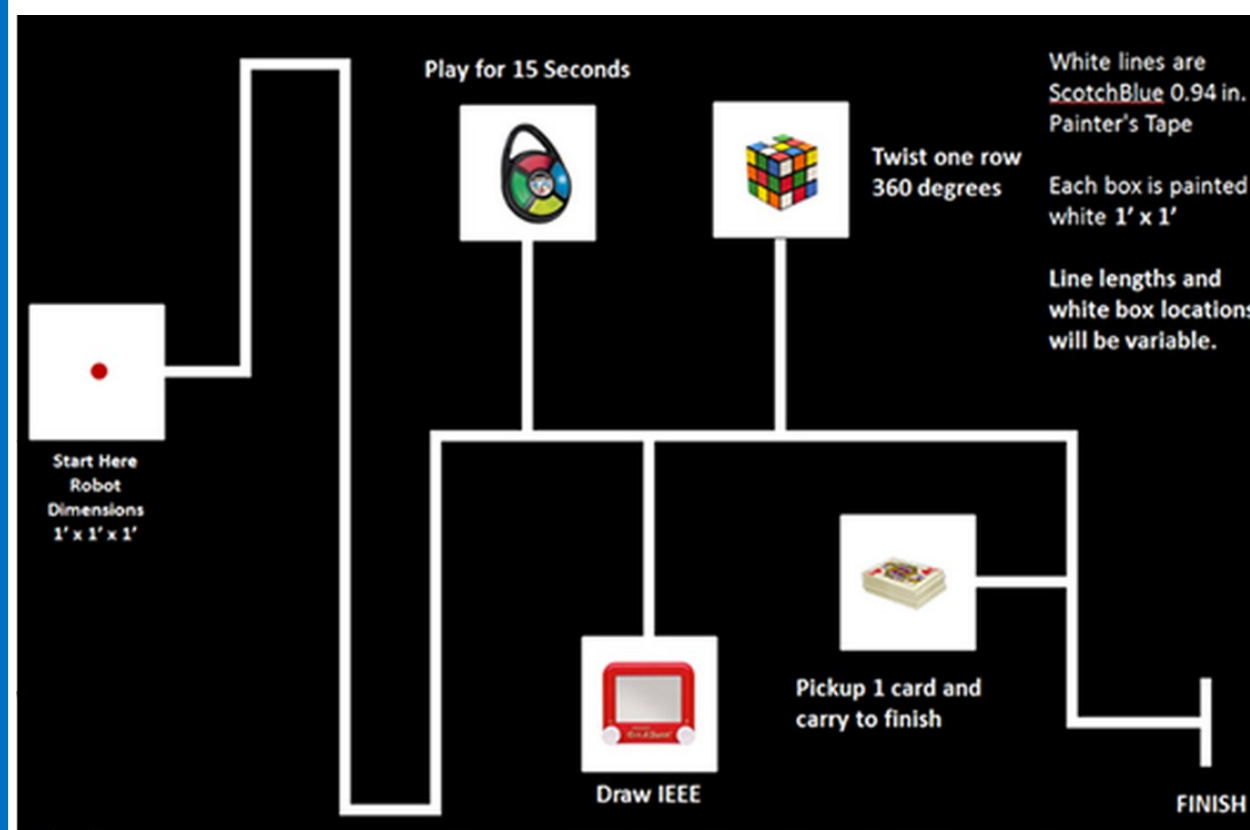 Play for 15 Seconds
White lines are
ScotchBlue 0.94 in.
Painter's Tape
Twist one row
360 degrees
Each box is painted
white 1' x 1'
Line lengths and
white box locations
will be variable.
Start Here
Robot
Dimensions
1' x 1' x 1'
Pickup 1 card and
carry to finish
Draw IEEE
FINISH